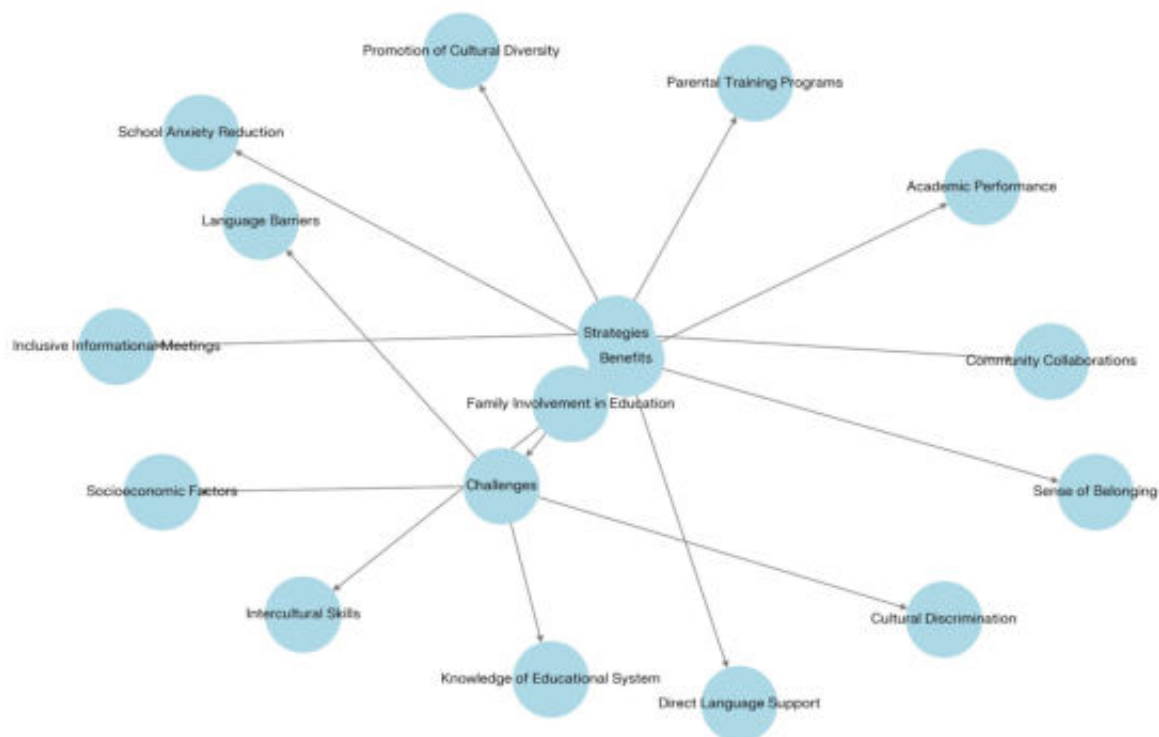 Promotion of Cultural Diversity
Parental Training Programs
School Anxiety Reduction
Academic Performance
Language Barriers
Strategies
Inclusive Informational Meetings
Benefits
Community Collaborations
Family Involvement in Education
Challenges
Socioeconomic Factors
Sense of Belonging
Intercultural Skills
Cultural Discrimination
Knowledge of Educational System
Direct Language Support